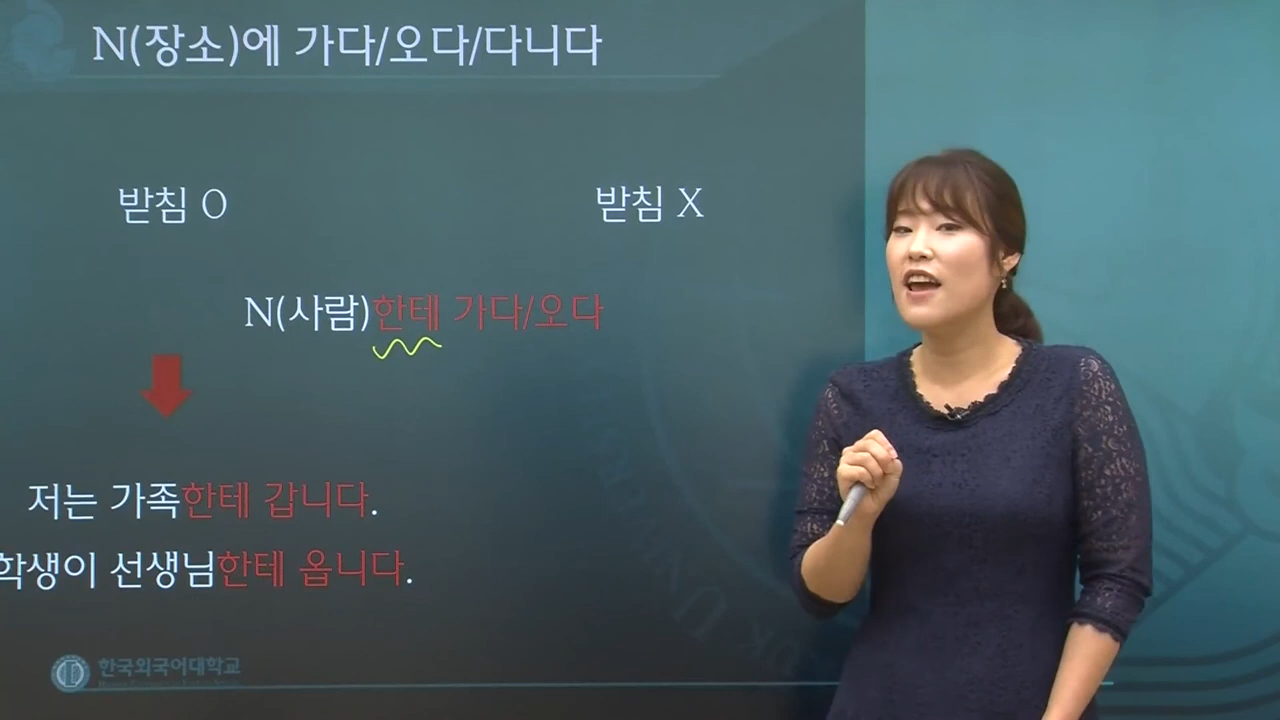 N(장소)에 가다/오다/다니다
받침 O
받침 X
N(사람)한테 가다/오다
저는 가족한테 갑니다.
학생이 선생님한테 옵니다.
한국외국어대학교